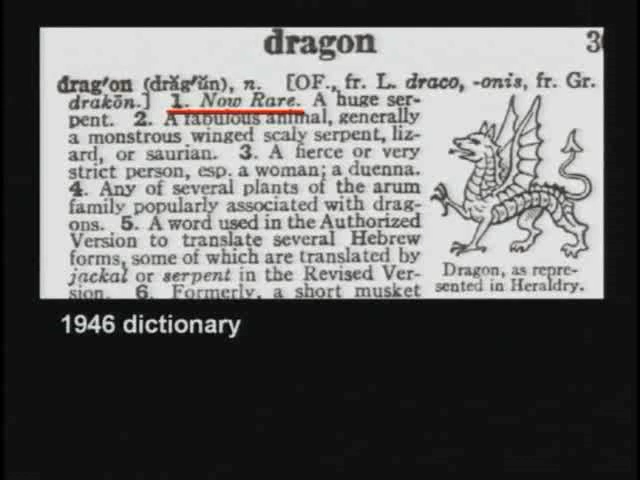 dragon
drag′on (drăg′ŭn), n. [OF., fr. L. draco, -onis, fr. Gr.
drakōn.] 1. Now Rare. A huge ser-
pent. 2. A fabulous animal, generally
a monstrous winged scaly serpent, liz-
ard, or saurian. 3. A fierce or very
strict person, esp. a woman; a duenna.
4. Any of several plants of the arum
family popularly associated with drag-
ons. 5. A word used in the Authorized
Version to translate several Hebrew
forms, some of which are translated by
jackal or serpent in the Revised Ver-
sion. 6. Formerly, a short musket
Dragon, as repre-
sented in Heraldry.
1946 dictionary